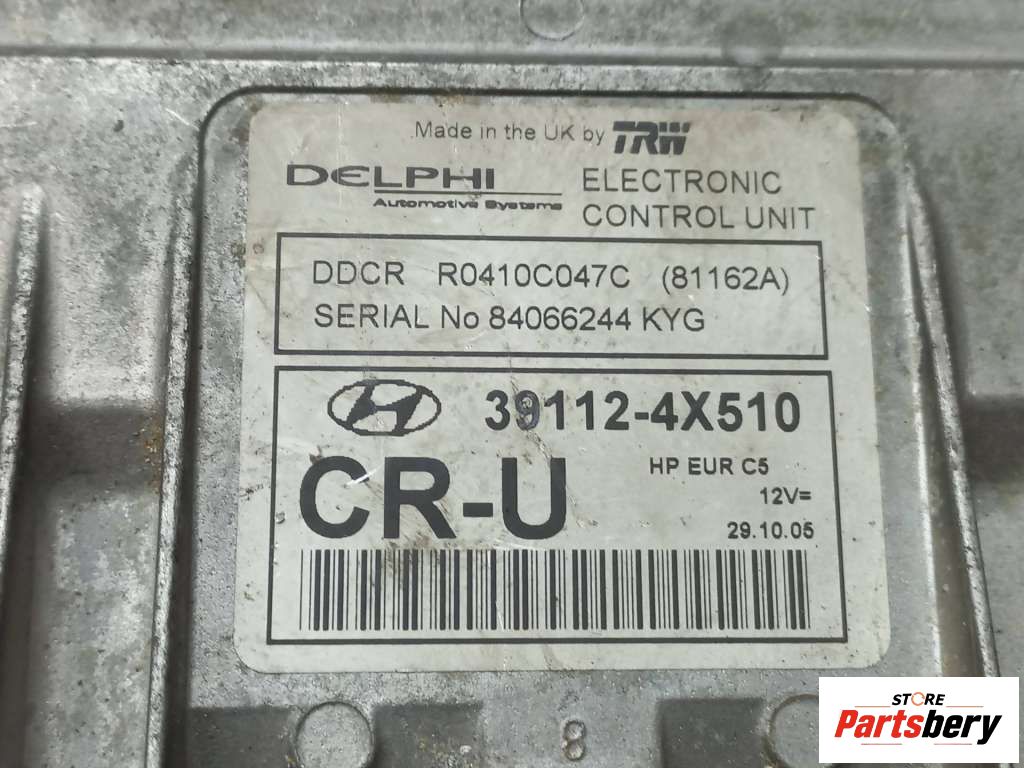 Made in the UK by TRW
DELPHI
Automotive Systems
ELECTRONIC
CONTROL UNIT
DDCR R0410C047C (81162A)
SERIAL No 84066244 KYG
39112-4X510
CR-U
HP EUR C5
12V=
29.10.05
8
STORE
Partsbery